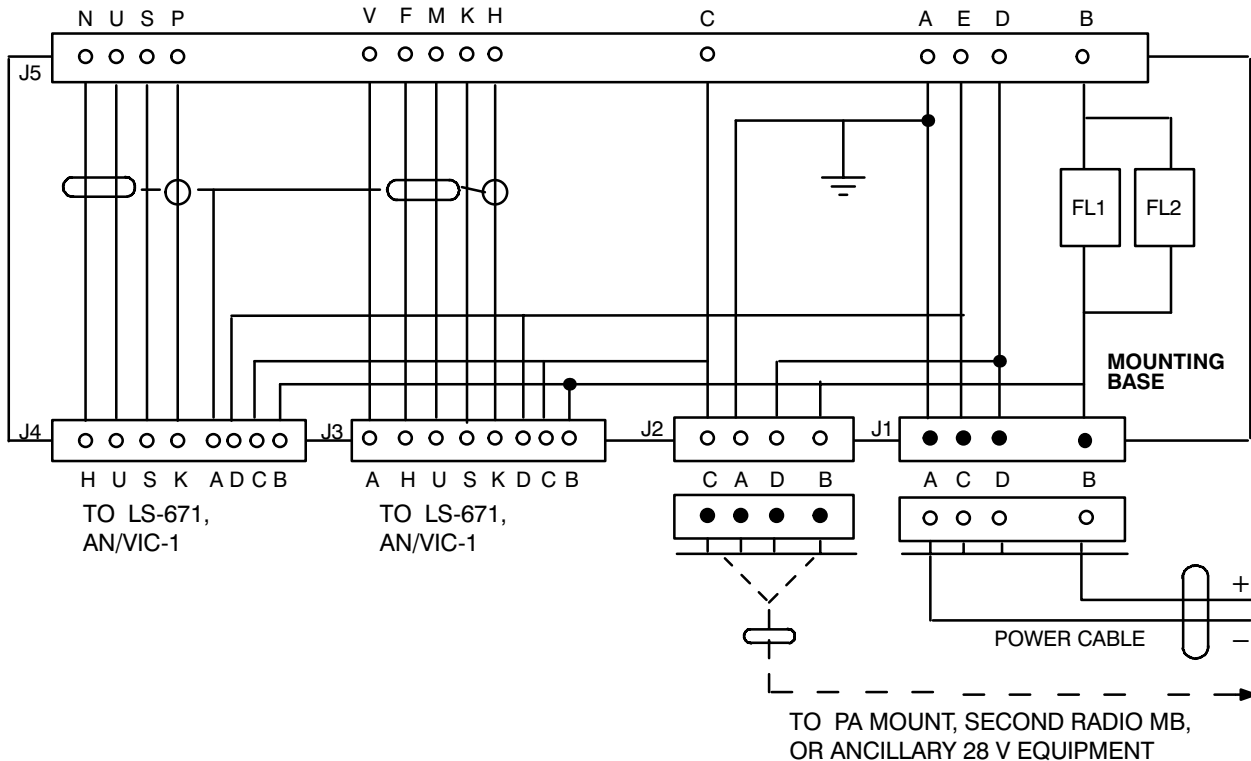 N U S P V F M K H C A E D B
J5
FL1 FL2
MOUNTING
BASE
J4 J3 J2 J1
H U S K A D C B A H U S K D C B C A D B A C D B
TO LS-671,
AN/VIC-1
TO LS-671,
AN/VIC-1
+
POWER CABLE
–
TO PA MOUNT, SECOND RADIO MB,
OR ANCILLARY 28 V EQUIPMENT